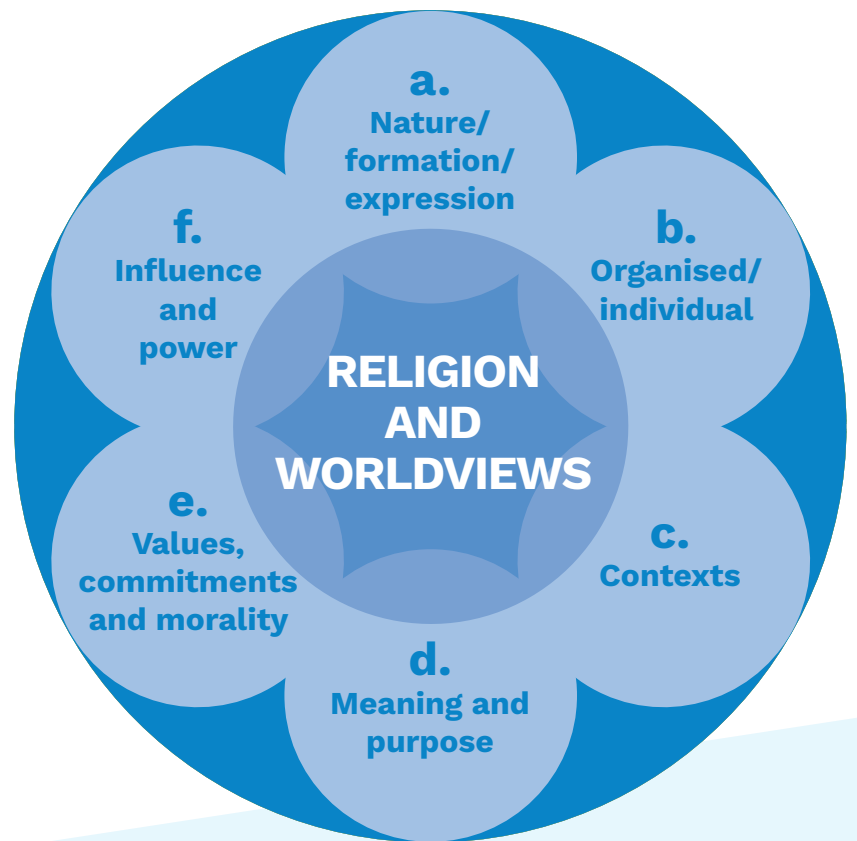 a.
Nature/
formation/
expression
b.
Organised/
individual
c.
Contexts
d.
Meaning and
purpose
e.
Values,
commitments
and morality
f.
Influence
and
power
RELIGION
AND
WORLDVIEWS